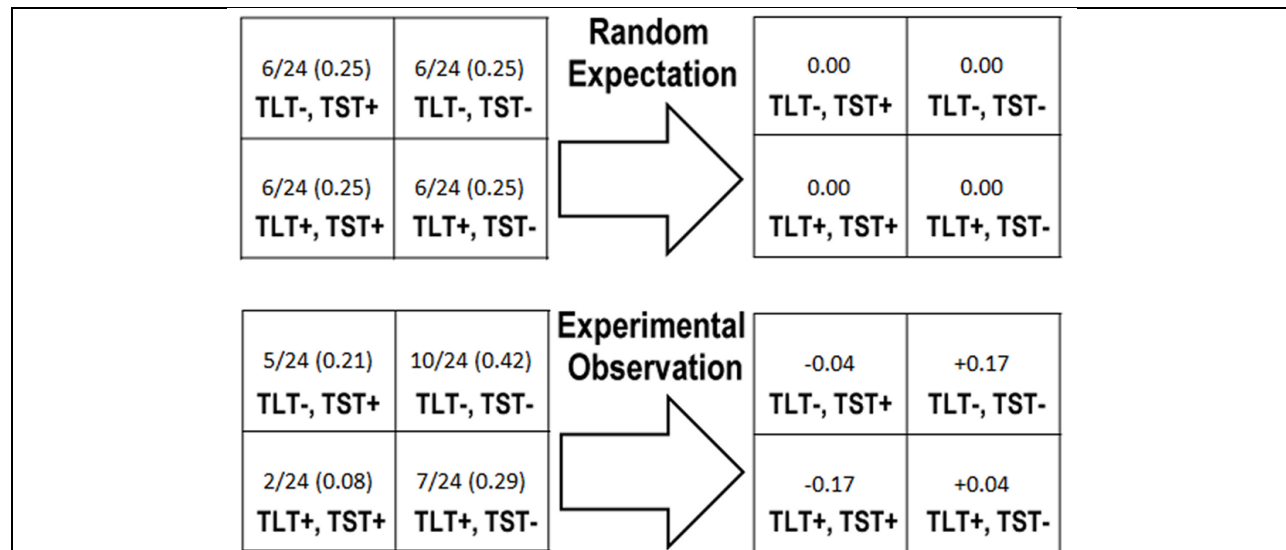 6/24 (0.25) 6/24 (0.25)
TLT-, TST+ TLT-, TST-
6/24 (0.25) 6/24 (0.25)
TLT+, TST+ TLT+, TST-
Random
Expectation
0.00 0.00
TLT-, TST+ TLT-, TST-
0.00 0.00
TLT+, TST+ TLT+, TST-
5/24 (0.21) 10/24 (0.42)
TLT-, TST+ TLT-, TST-
2/24 (0.08) 7/24 (0.29)
TLT+, TST+ TLT+, TST-
Experimental
Observation
-0.04 +0.17
TLT-, TST+ TLT-, TST-
-0.17 +0.04
TLT+, TST+ TLT+, TST-